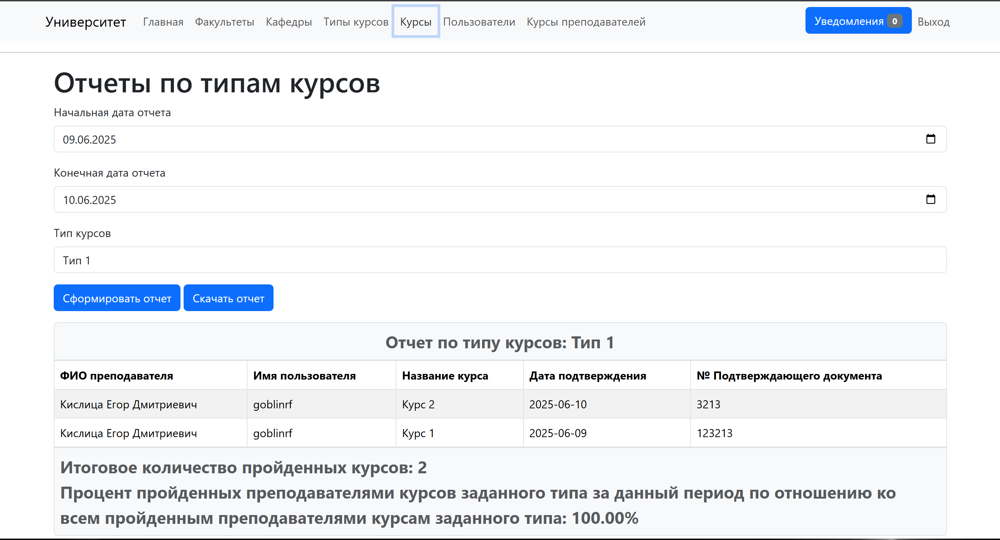 Университет Главная Факультеты Кафедры Типы курсов Курсы Пользователи Курсы преподавателей Уведомления 0 Выход
Отчеты по типам курсов
Начальная дата отчета
09.06.2025
Конечная дата отчета
10.06.2025
Тип курсов
Тип 1
Сформировать отчет Скачать отчет
Отчет по типу курсов: Тип 1
ФИО преподавателя Имя пользователя Название курса Дата подтверждения № Подтверждающего документа
Кислица Егор Дмитриевич goblinrf Курс 2 2025-06-10 3213
Кислица Егор Дмитриевич goblinrf Курс 1 2025-06-09 123213
Итоговое количество пройденных курсов: 2
Процент пройденных преподавателями курсов заданного типа за данный период по отношению ко
всем пройденным преподавателями курсам заданного типа: 100.00%